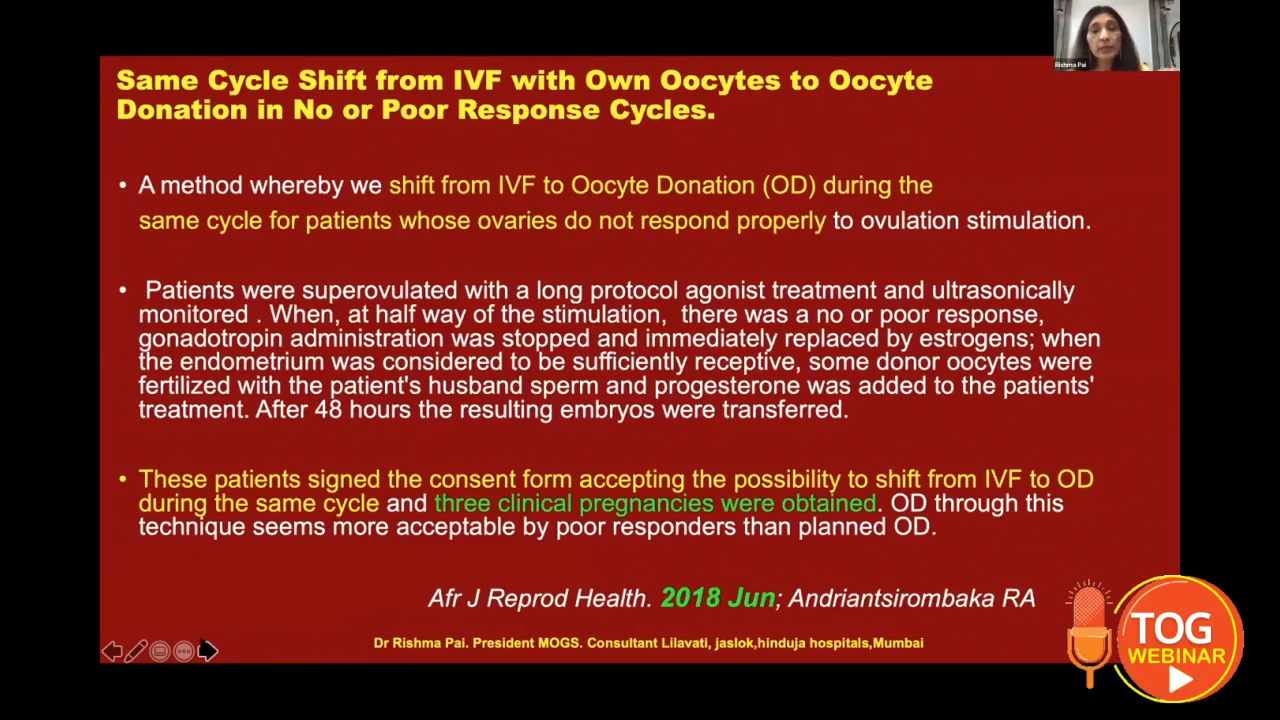 Rishma Pai
Same Cycle Shift from IVF with Own Oocytes to Oocyte
Donation in No or Poor Response Cycles.
• A method whereby we shift from IVF to Oocyte Donation (OD) during the
same cycle for patients whose ovaries do not respond properly to ovulation stimulation.
• Patients were superovulated with a long protocol agonist treatment and ultrasonically
monitored . When, at half way of the stimulation, there was a no or poor response,
gonadotropin administration was stopped and immediately replaced by estrogens; when
the endometrium was considered to be sufficiently receptive, some donor oocytes were
fertilized with the patient's husband sperm and progesterone was added to the patients'
treatment. After 48 hours the resulting embryos were transferred.
• These patients signed the consent form accepting the possibility to shift from IVF to OD
during the same cycle and three clinical pregnancies were obtained. OD through this
technique seems more acceptable by poor responders than planned OD.
Afr J Reprod Health. 2018 Jun; Andriantsirombaka RA
Dr Rishma Pai. President MOGS. Consultant Lilavati, jaslok,hinduja hospitals,Mumbai
TOG
WEBINAR